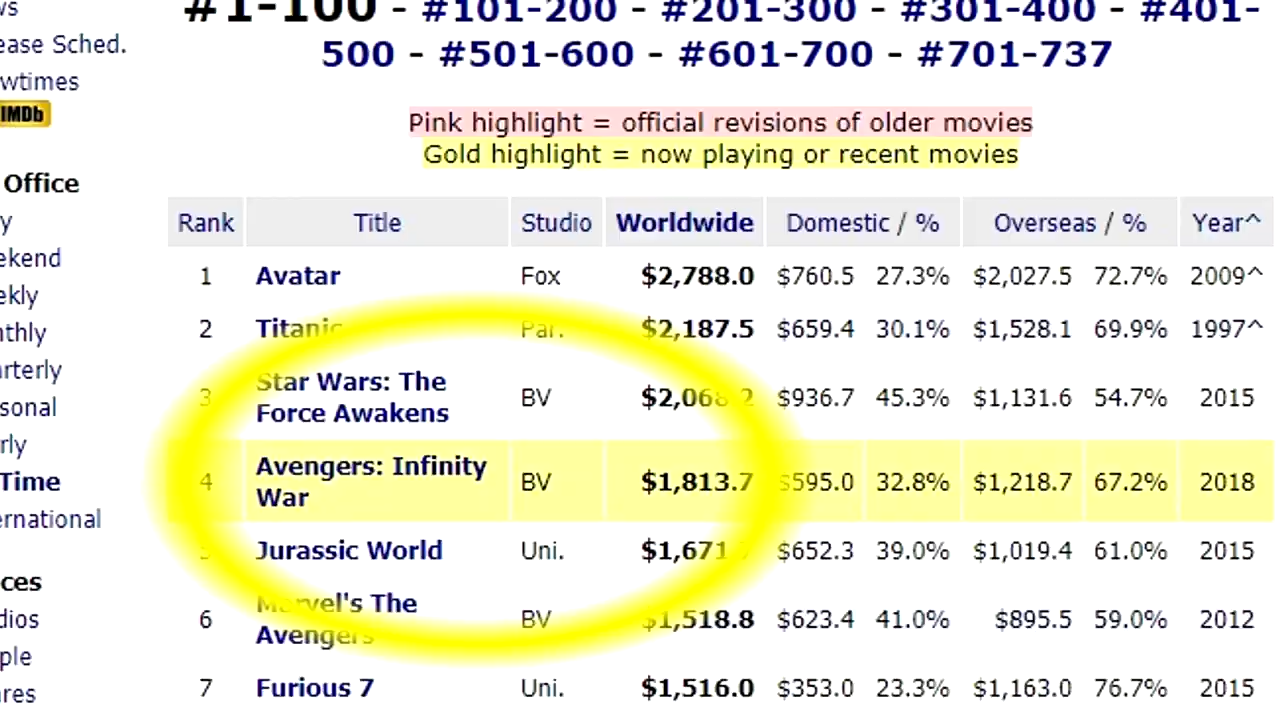 ws
#1-100 - #101-200 - #201-300 - #301-400 - #401-
ease Sched.
500 - #501-600 - #601-700 - #701-737
wtimes
IMDb
Pink highlight = official revisions of older movies
Gold highlight = now playing or recent movies
Office
y
ekend
ekly
nthly
arterly
sonal
rly
Time
ernational
ces
dios
ple
res
Rank Title Studio Worldwide Domestic / % Overseas / % Year^
1 Avatar Fox $2,788.0 $760.5 27.3% $2,027.5 72.7% 2009^
2 Titanic Par. $2,187.5 $659.4 30.1% $1,528.1 69.9% 1997^
Star Wars: The
3 Force Awakens BV $2,068.2 $936.7 45.3% $1,131.6 54.7% 2015
Avengers: Infinity
4 War BV $1,813.7 $595.0 32.8% $1,218.7 67.2% 2018
Jurassic World Uni. $1,671 $652.3 39.0% $1,019.4 61.0% 2015
Marvel's The
6 Avengers BV $1,518.8 $623.4 41.0% $895.5 59.0% 2012
7 Furious 7 Uni. $1,516.0 $353.0 23.3% $1,163.0 76.7% 2015